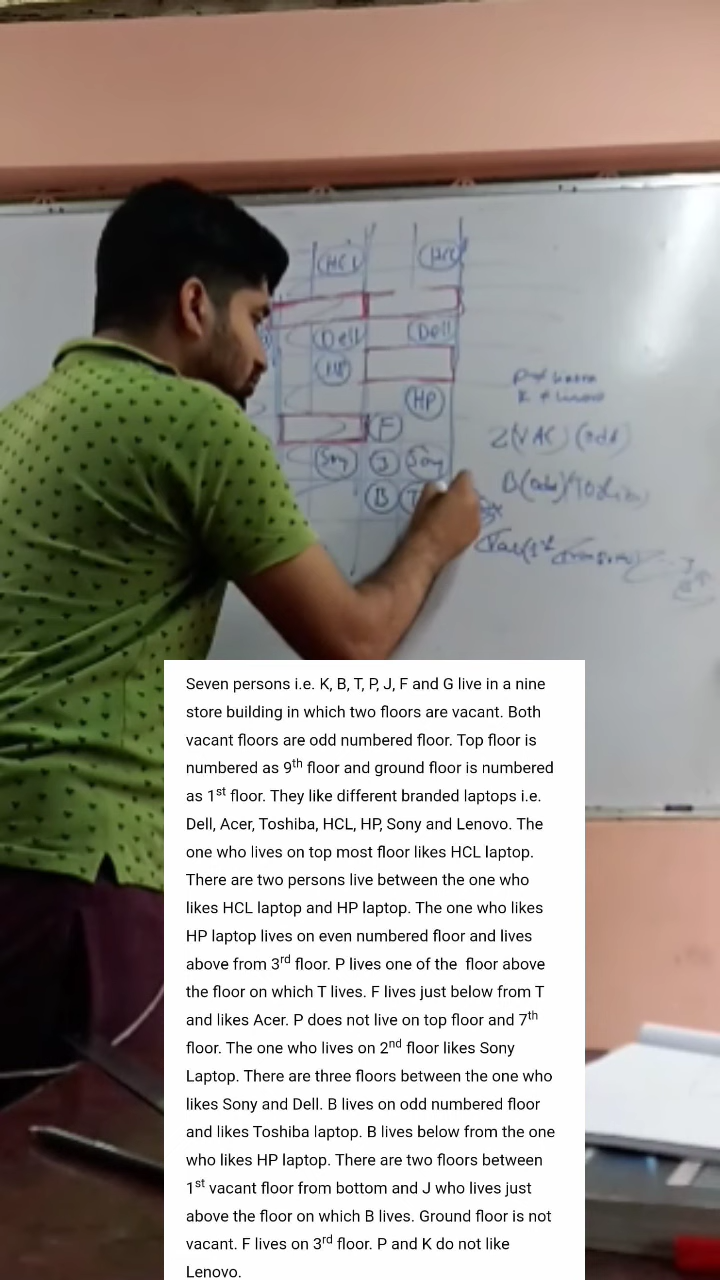 HCL HCL
Dell Dell
HP
HP
F
Sony J Sony
B T
2(VAC) (odd)
Seven persons i.e. K, B, T, P, J, F and G live in a nine
store building in which two floors are vacant. Both
vacant floors are odd numbered floor. Top floor is
numbered as 9th floor and ground floor is numbered
as 1st floor. They like different branded laptops i.e.
Dell, Acer, Toshiba, HCL, HP, Sony and Lenovo. The
one who lives on top most floor likes HCL laptop.
There are two persons live between the one who
likes HCL laptop and HP laptop. The one who likes
HP laptop lives on even numbered floor and lives
above from 3rd floor. P lives one of the floor above
the floor on which T lives. F lives just below from T
and likes Acer. P does not live on top floor and 7th
floor. The one who lives on 2nd floor likes Sony
Laptop. There are three floors between the one who
likes Sony and Dell. B lives on odd numbered floor
and likes Toshiba laptop. B lives below from the one
who likes HP laptop. There are two floors between
1st vacant floor from bottom and J who lives just
above the floor on which B lives. Ground floor is not
vacant. F lives on 3rd floor. P and K do not like
Lenovo.